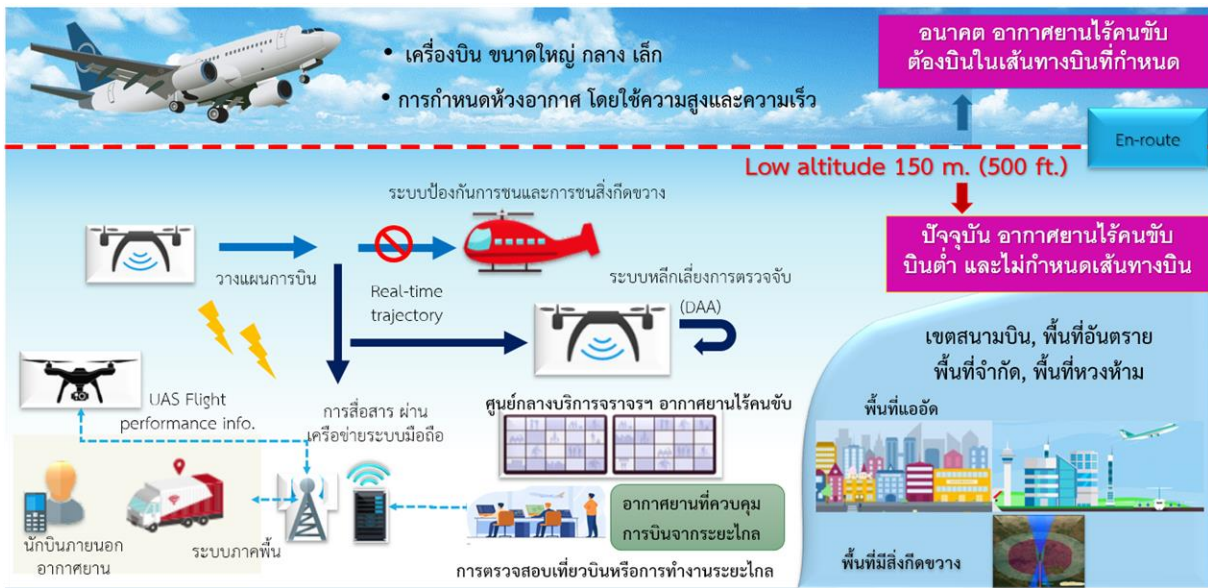 • เครื่องบิน ขนาดใหญ่ กลาง เล็ก
• การกำหนดห้วงอากาศ โดยใช้ความสูงและความเร็ว
อนาคต อากาศยานไร้คนขับ
ต้องบินในเส้นทางบินที่กำหนด
En-route
Low altitude 150 m. (500 ft.)
ปัจจุบัน อากาศยานไร้คนขับ
บินต่ำ และไม่กำหนดเส้นทางบิน
ระบบป้องกันการชนและการชนสิ่งกีดขวาง
วางแผนการบิน
Real-time
trajectory
ระบบหลีกเลี่ยงการตรวจจับ
(DAA)
UAS Flight
performance info.
การสื่อสาร ผ่าน
เครือข่ายระบบมือถือ
ศูนย์กลางบริการจราจรฯ อากาศยานไร้คนขับ
อากาศยานที่ควบคุม
การบินจากระยะไกล
การตรวจสอบเที่ยวบินหรือการทำงานระยะไกล
นักบินภายนอก
อากาศยาน
ระบบภาคพื้น
เขตสนามบิน, พื้นที่อันตราย
พื้นที่จำกัด, พื้นที่หวงห้าม
พื้นที่แออัด
พื้นที่มีสิ่งกีดขวาง